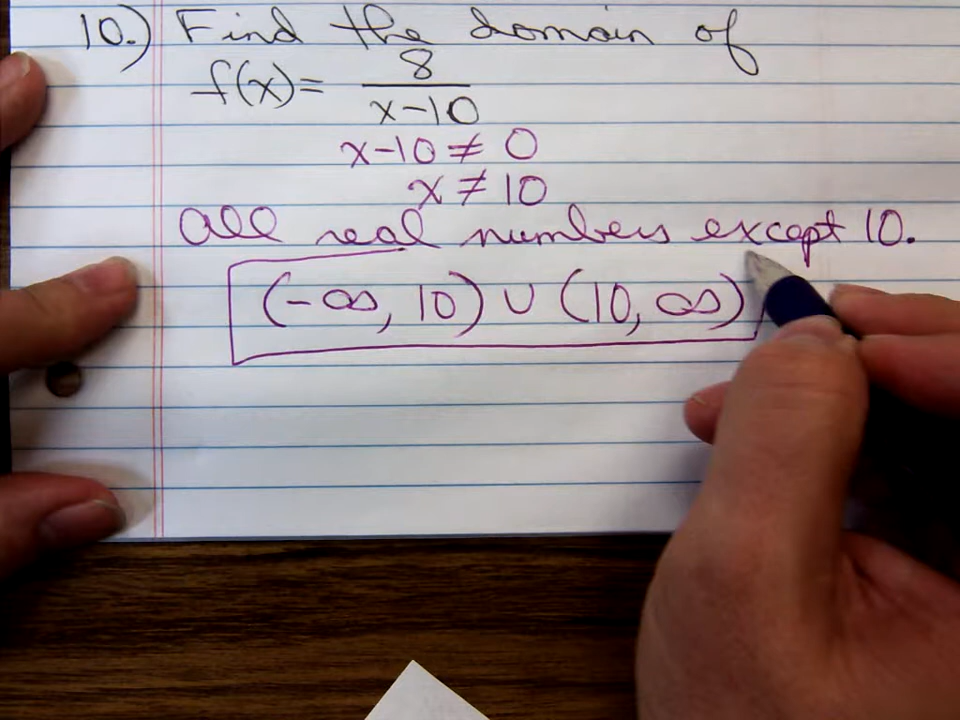 10.) Find the domain of
f(x) = 8/(x-10)
x-10 ≠ 0
x ≠ 10
all real numbers except 10.
(-∞, 10) ∪ (10, ∞)